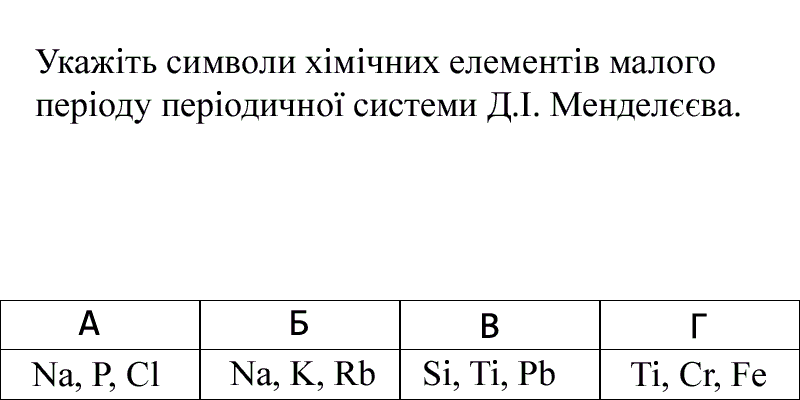 Укажіть символи хімічних елементів малого
періоду періодичної системи Д.І. Менделєєва.
А Б В Г
Na, P, Cl Na, K, Rb Si, Ti, Pb Ti, Cr, Fe